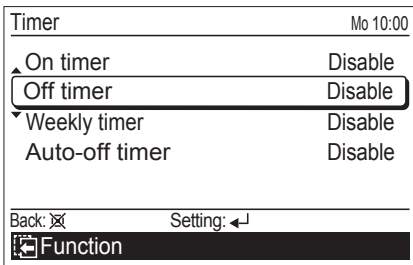 Timer Mo 10:00
On timer Disable
Off timer Disable
Weekly timer Disable
Auto-off timer Disable
Back: Setting:
Function